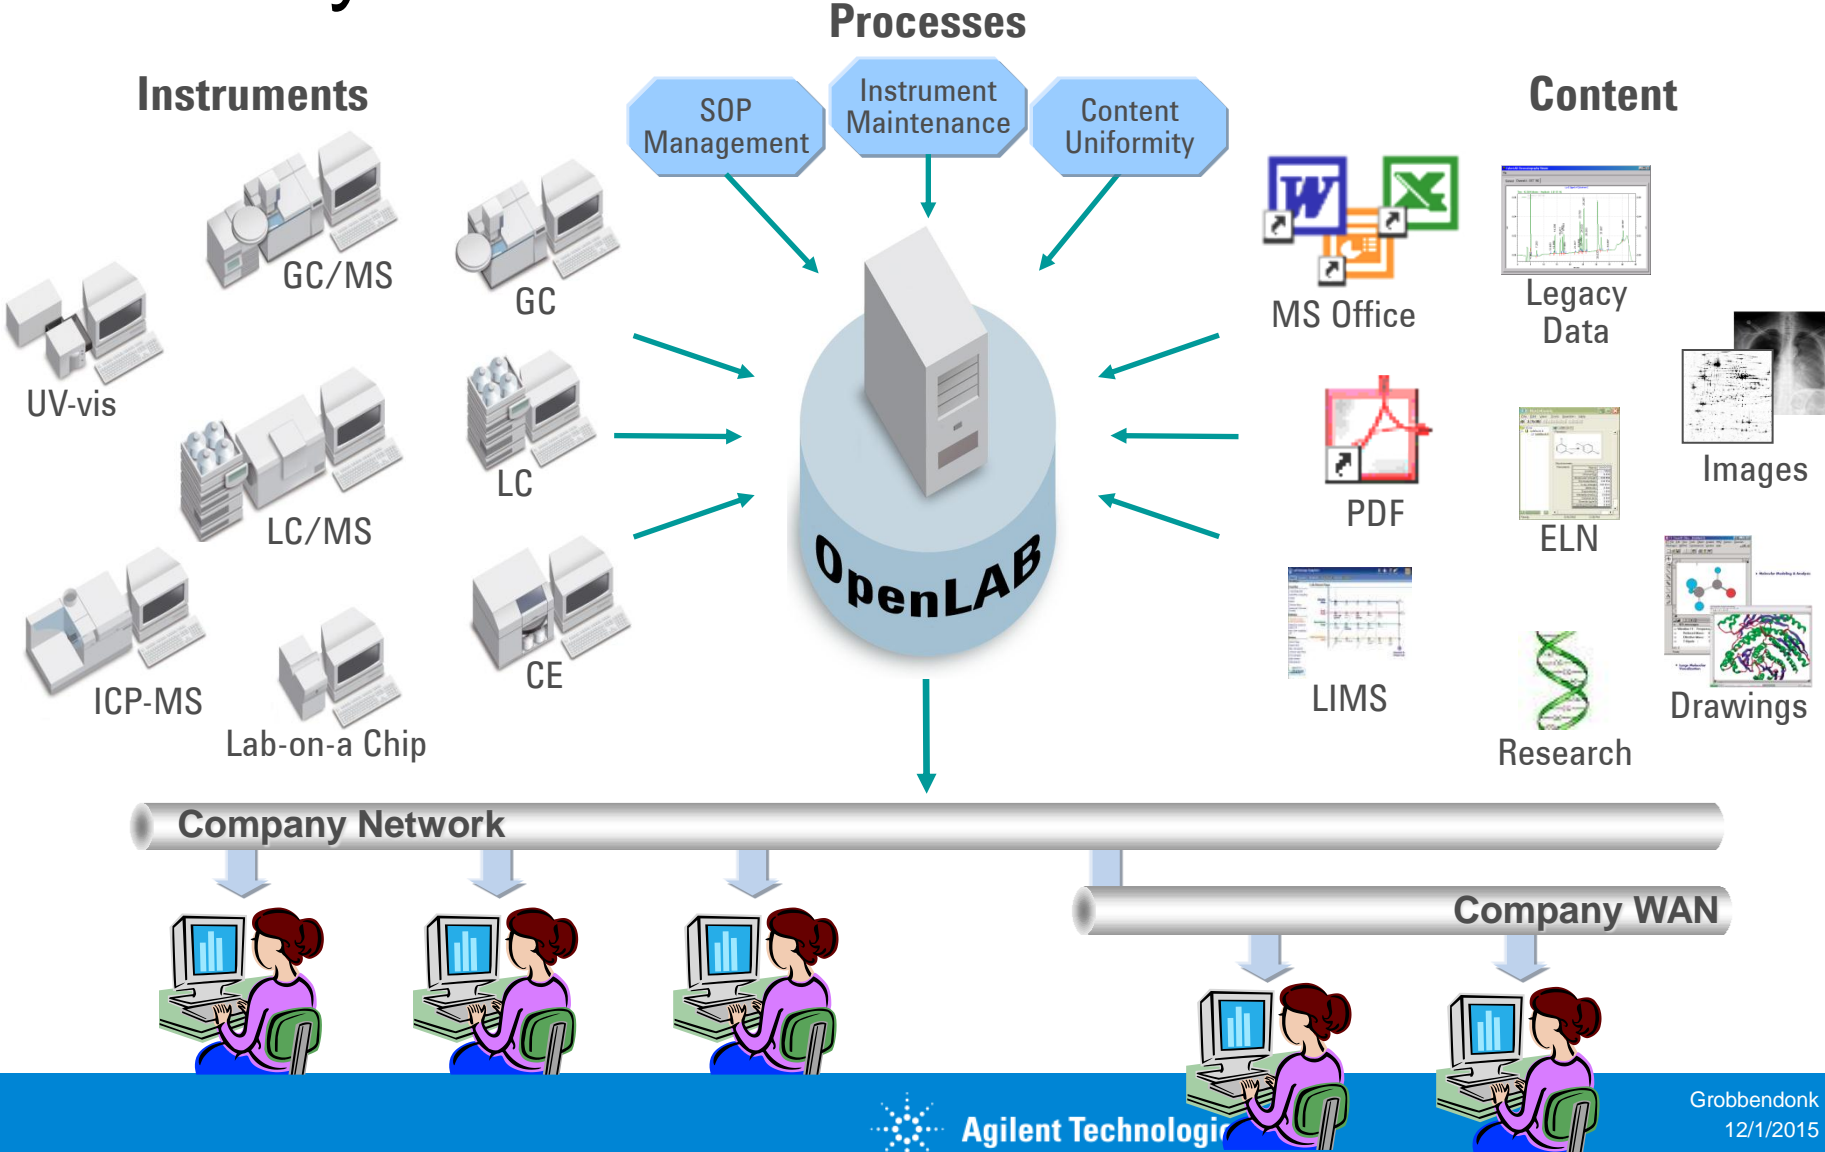 Processes
Instruments
Content
SOP
Management
Instrument
Maintenance
Content
Uniformity
GC/MS
GC
UV-vis
LC
LC/MS
CE
ICP-MS
Lab-on-a Chip
OpenLAB
MS Office
Legacy
Data
Images
PDF
ELN
LIMS
Drawings
Research
Company Network
Company WAN
Agilent Technologi
Grobbendonk
12/1/2015